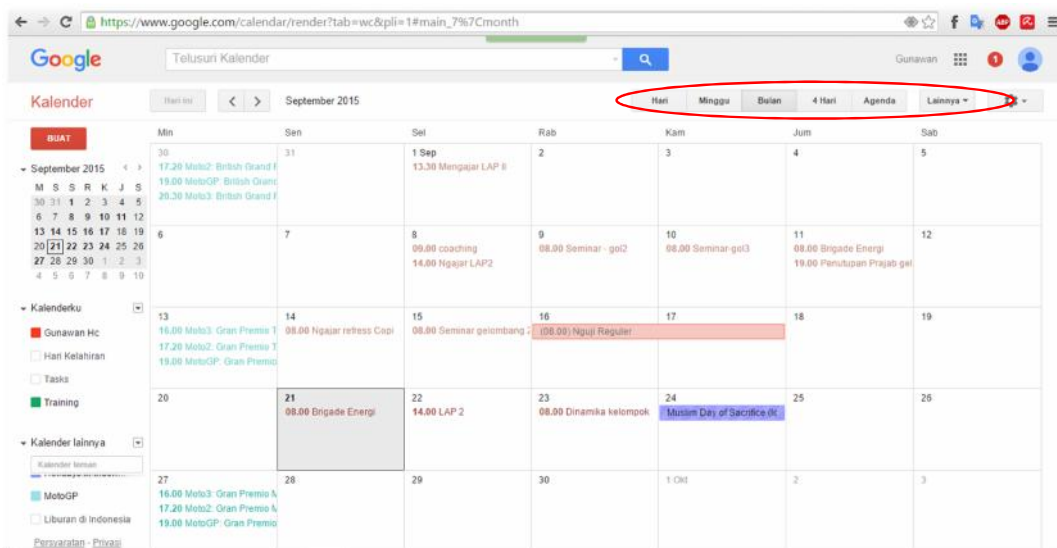 https://www.google.com/calendar/render?tab=wc&pli=1#main_7%7Cmonth
Google
Telusuri Kalender
Gunawan
1
Kalender
Hari ini
September 2015
Hari Minggu Bulan 4 Hari Agenda Lainnya
BUAT
September 2015
M S S R K J S
30 31 1 2 3 4 5
6 7 8 9 10 11 12
13 14 15 16 17 18 19
20 21 22 23 24 25 26
27 28 29 30 1 2 3
4 5 6 7 8 9 10
Kalenderku
Gunawan Hc
Hari Kelahiran
Tasks
Training
Kalender lainnya
Kalender teman
MotoGP
Liburan di Indonesia
Persyaratan - Privasi
Min Sen Sel Rab Kam Jum Sab
30 31 1 Sep 2 3 4 5
17.20 Moto2: British Grand
13.30 Mengajar LAP II
19.00 MotoGP: British Grand
20.30 Moto3: British Grand
6 7 8 9 10 11 12
09.00 coaching
08.00 Seminar - gol2
08.00 Seminar-gol3
08.00 Brigade Energi
14.00 Ngajar LAP2
19.00 Penutupan Prajab gel
13 14 15 16 17 18 19
16.00 Moto3: Gran Premio
08.00 Ngajar refress Capi
08.00 Seminar gelombang 2
(08.00) Nguji Reguler
17.20 Moto2: Gran Premio
19.00 MotoGP: Gran Premio
20 21 22 23 24 25 26
08.00 Brigade Energi
14.00 LAP 2
08.00 Dinamika kelompok
Muslim Day of Sacrifice
27 28 29 30 1 Okt 2 3
16.00 Moto3: Gran Premio
17.20 Moto2: Gran Premio
19.00 MotoGP: Gran Premio